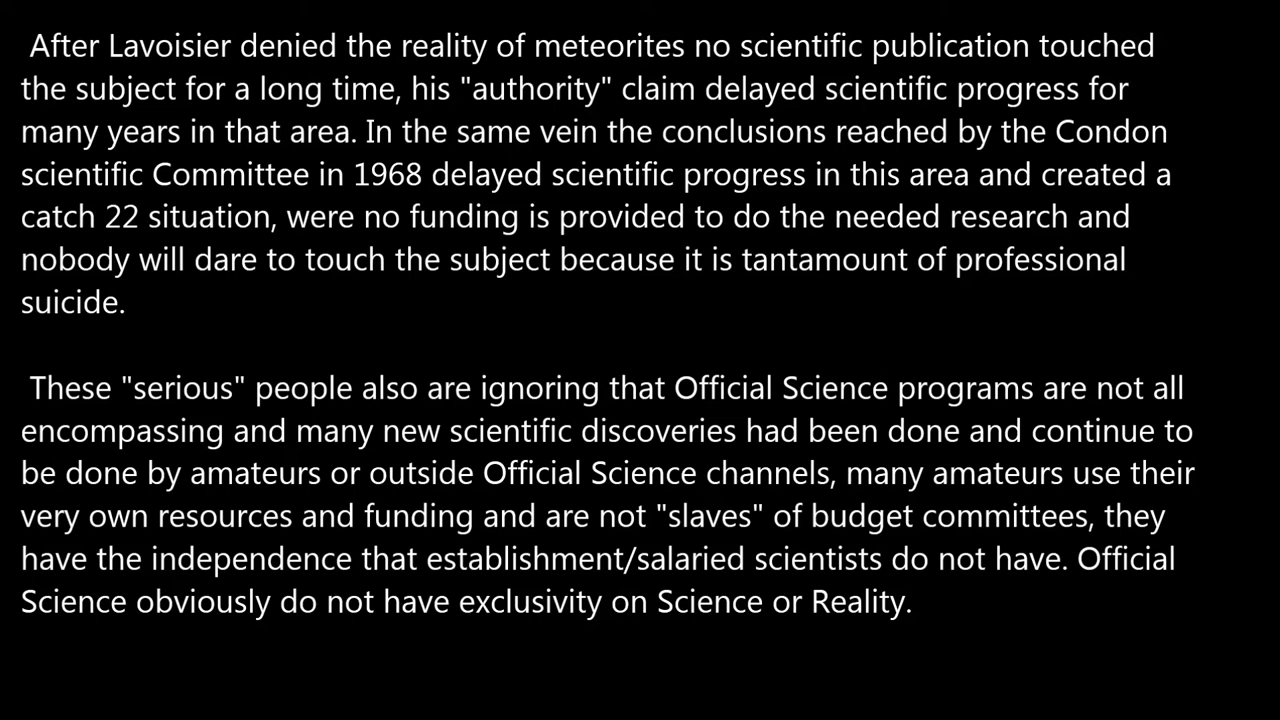 After Lavoisier denied the reality of meteorites no scientific publication touched
the subject for a long time, his "authority" claim delayed scientific progress for
many years in that area. In the same vein the conclusions reached by the Condon
scientific Committee in 1968 delayed scientific progress in this area and created a
catch 22 situation, were no funding is provided to do the needed research and
nobody will dare to touch the subject because it is tantamount of professional
suicide.
These "serious" people also are ignoring that Official Science programs are not all
encompassing and many new scientific discoveries had been done and continue to
be done by amateurs or outside Official Science channels, many amateurs use their
very own resources and funding and are not "slaves" of budget committees, they
have the independence that establishment/salaried scientists do not have. Official
Science obviously do not have exclusivity on Science or Reality.